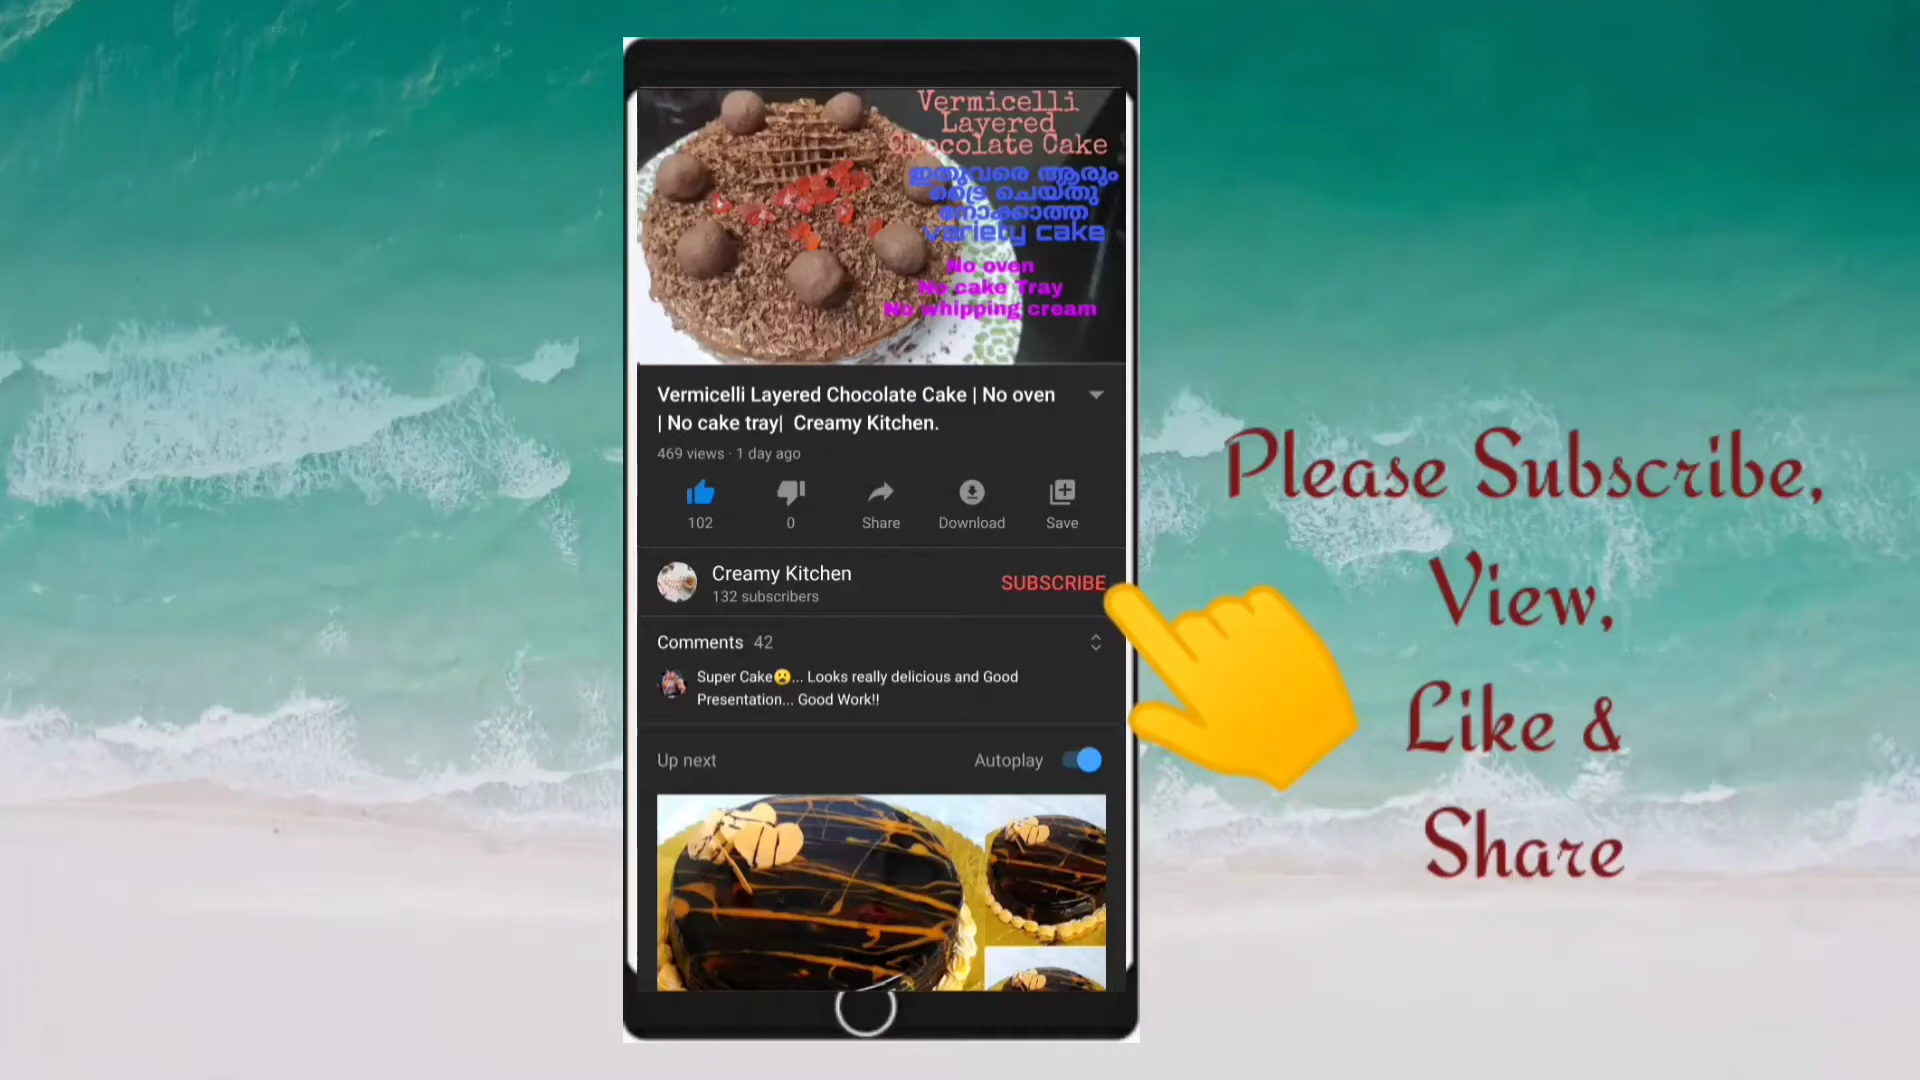 Vermicelli
Layered
Chocolate Cake
ഇതുവരെ ആരും
ട്രൈ ചെയ്തു
നോക്കാത്ത
variety cake
No oven
No cake Tray
No whipping cream
Vermicelli Layered Chocolate Cake | No oven
| No cake tray|  Creamy Kitchen.
469 views · 1 day ago
102
0
Share
Download
Save
Creamy Kitchen
132 subscribers
SUBSCRIBE
Comments 42
Super Cake😮... Looks really delicious and Good
Presentation... Good Work!!
Up next
Autoplay
Please Subscribe,
View,
Like &
Share